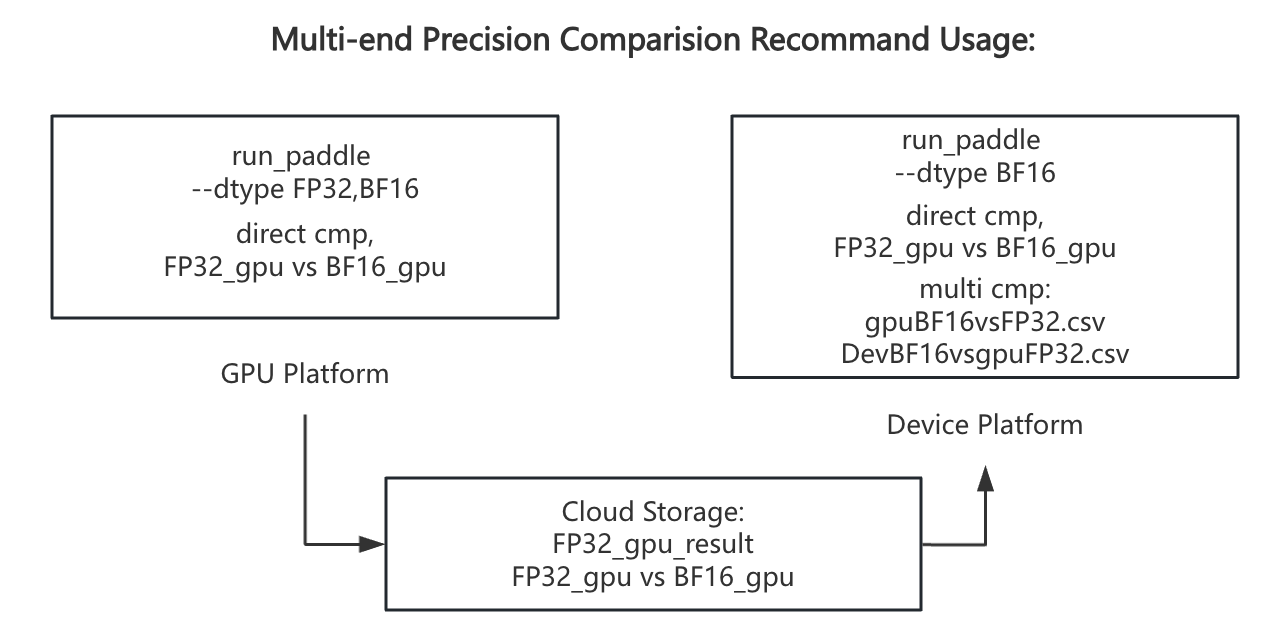 Multi-end Precision Comparision Recommand Usage:
run_paddle
--dtype FP32,BF16
direct cmp,
FP32_gpu vs BF16_gpu
GPU Platform
run_paddle
--dtype BF16
direct cmp,
FP32_gpu vs BF16_gpu
multi cmp:
gpuBF16vsFP32.csv
DevBF16vsgpuFP32.csv
Device Platform
Cloud Storage:
FP32_gpu_result
FP32_gpu vs BF16_gpu